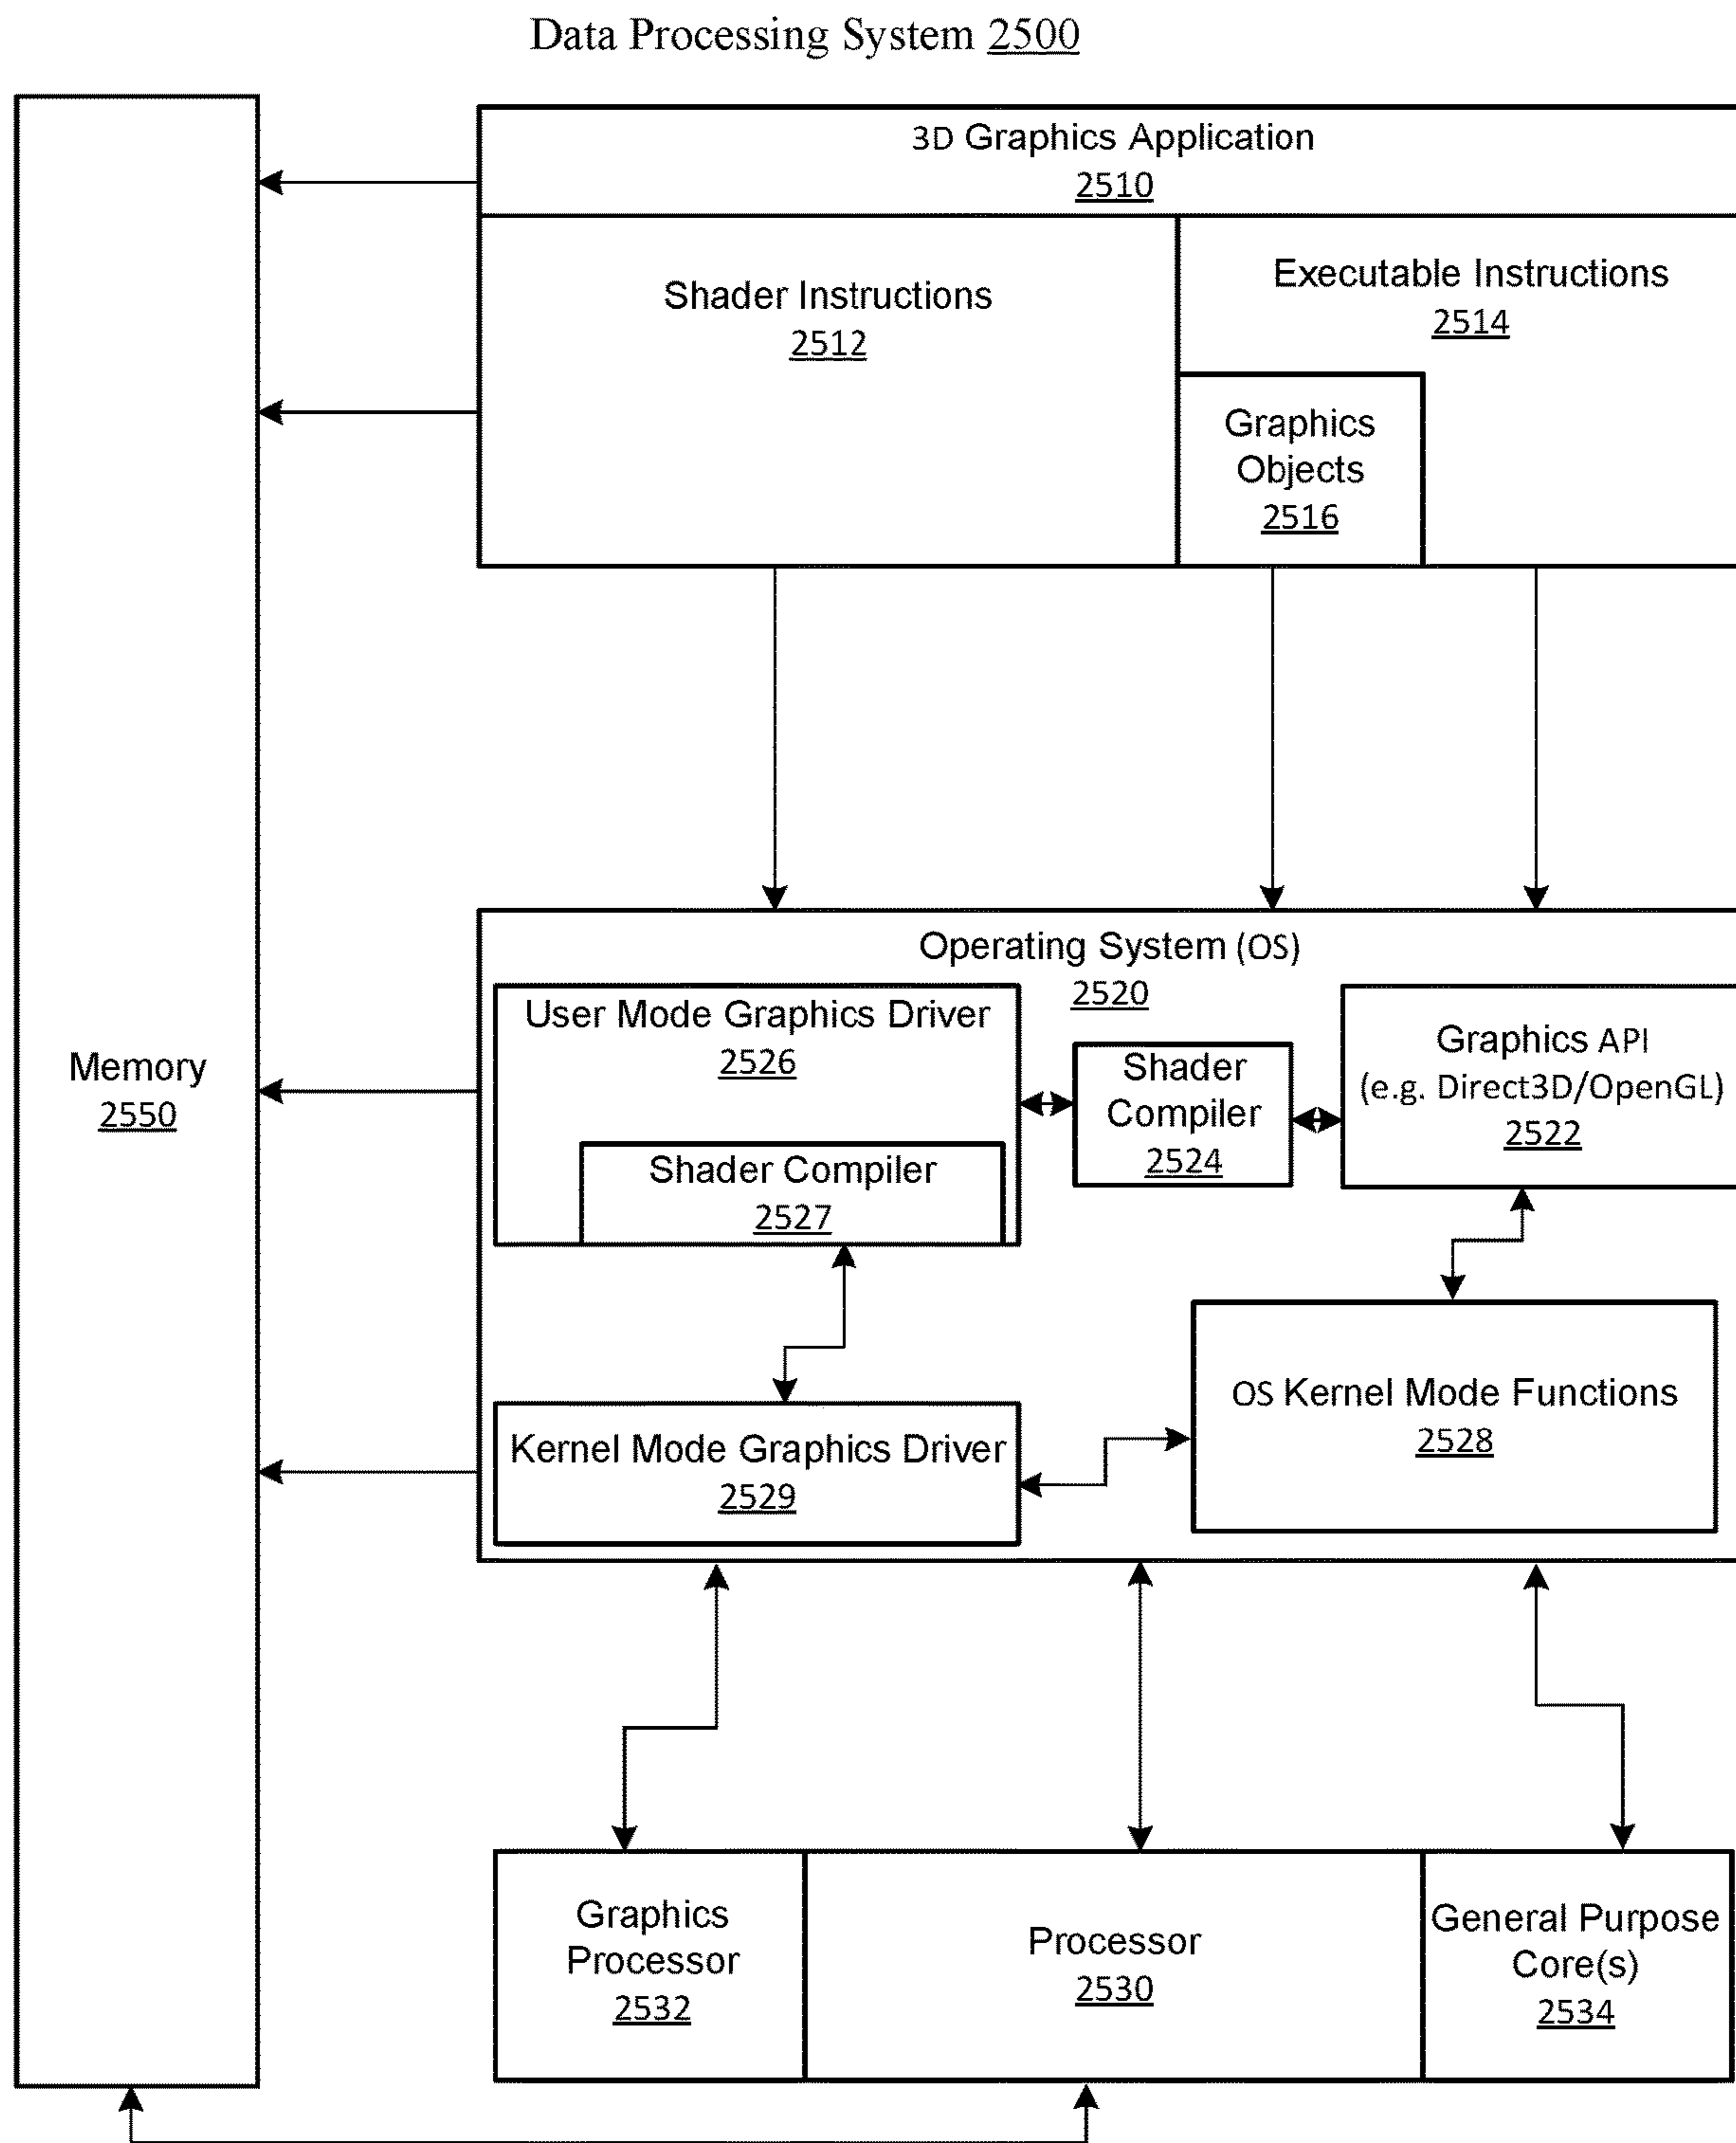 Data Processing System 2500
3D Graphics Application
2510
Shader Instructions
2512
Executable Instructions
2514
Graphics
Objects
2516
Memory
2550
Operating System (OS)
2520
User Mode Graphics Driver
2526
Shader Compiler
2527
Shader
Compiler
2524
Graphics API
(e.g. Direct3D/OpenGL)
2522
OS Kernel Mode Functions
2528
Kernel Mode Graphics Driver
2529
Graphics
Processor
2532
Processor
2530
General Purpose
Core(s)
2534